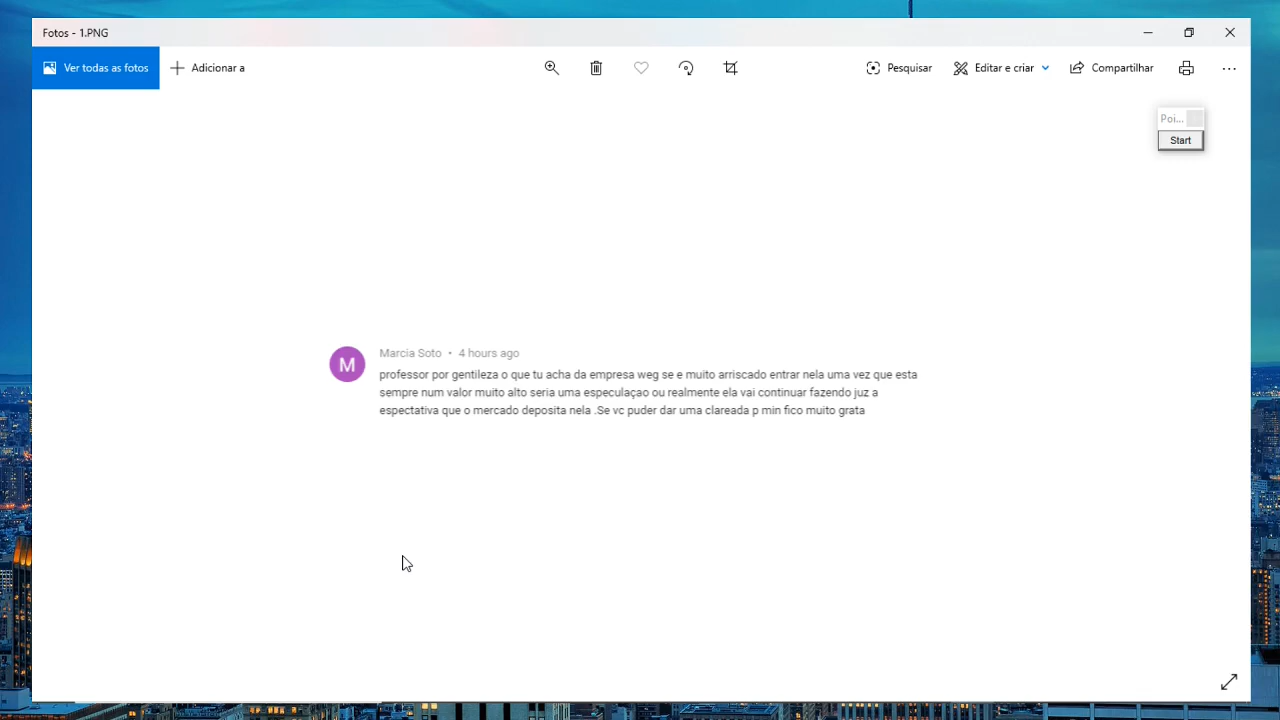 Fotos - 1.PNG
Ver todas as fotos
Adicionar a
Pesquisar
Editar e criar
Compartilhar
Poi...
Start
M
Marcia Soto • 4 hours ago
professor por gentileza o que tu acha da empresa weg se e muito arriscado entrar nela uma vez que esta
sempre num valor muito alto seria uma especulaçao ou realmente ela vai continuar fazendo juz a
espectativa que o mercado deposita nela .Se vc puder dar uma clareada p min fico muito grata